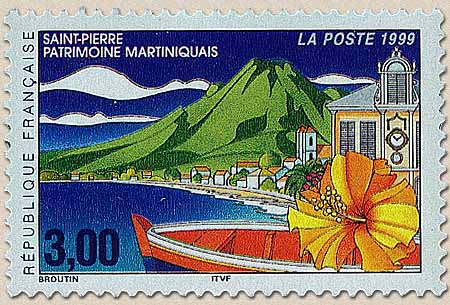 SAINT-PIERRE
PATRIMOINE MARTINIQUAIS
LA POSTE 1999
RÉPUBLIQUE FRANÇAISE
3,00
BROUTIN
ITVF